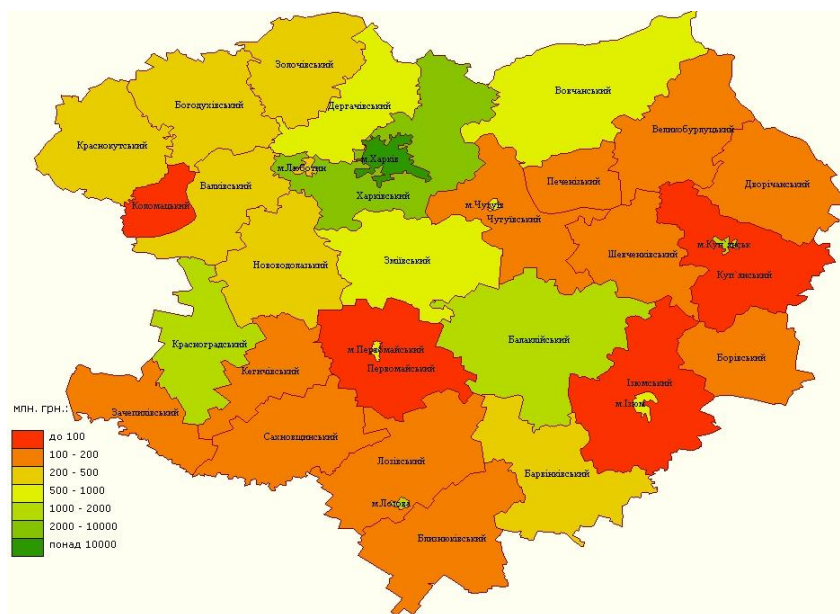 Золочівський
Вовчанський
Богодухівський
Дергачівський
Великобурлуцький
Краснокутський
м.Люботин
м.Харків
Печенізький
Дворічанський
Валківський
Харківський
Коломацький
м.Чугуїв
Чугуївський
м.Куп'янськ
Шевченківський
Куп'янський
Зміївський
Нововодолазький
Балаклійський
Красноградський
м.Первомайський
Первомайський
Борівський
Кегичівський
Ізюмський
м.Ізюм
Зачепилівський
Сахновщинський
Лозівський
Барвінківський
м.Лозова
Близнюківський
млн. грн.:
до 100
100 - 200
200 - 500
500 - 1000
1000 - 2000
2000 - 10000
понад 10000